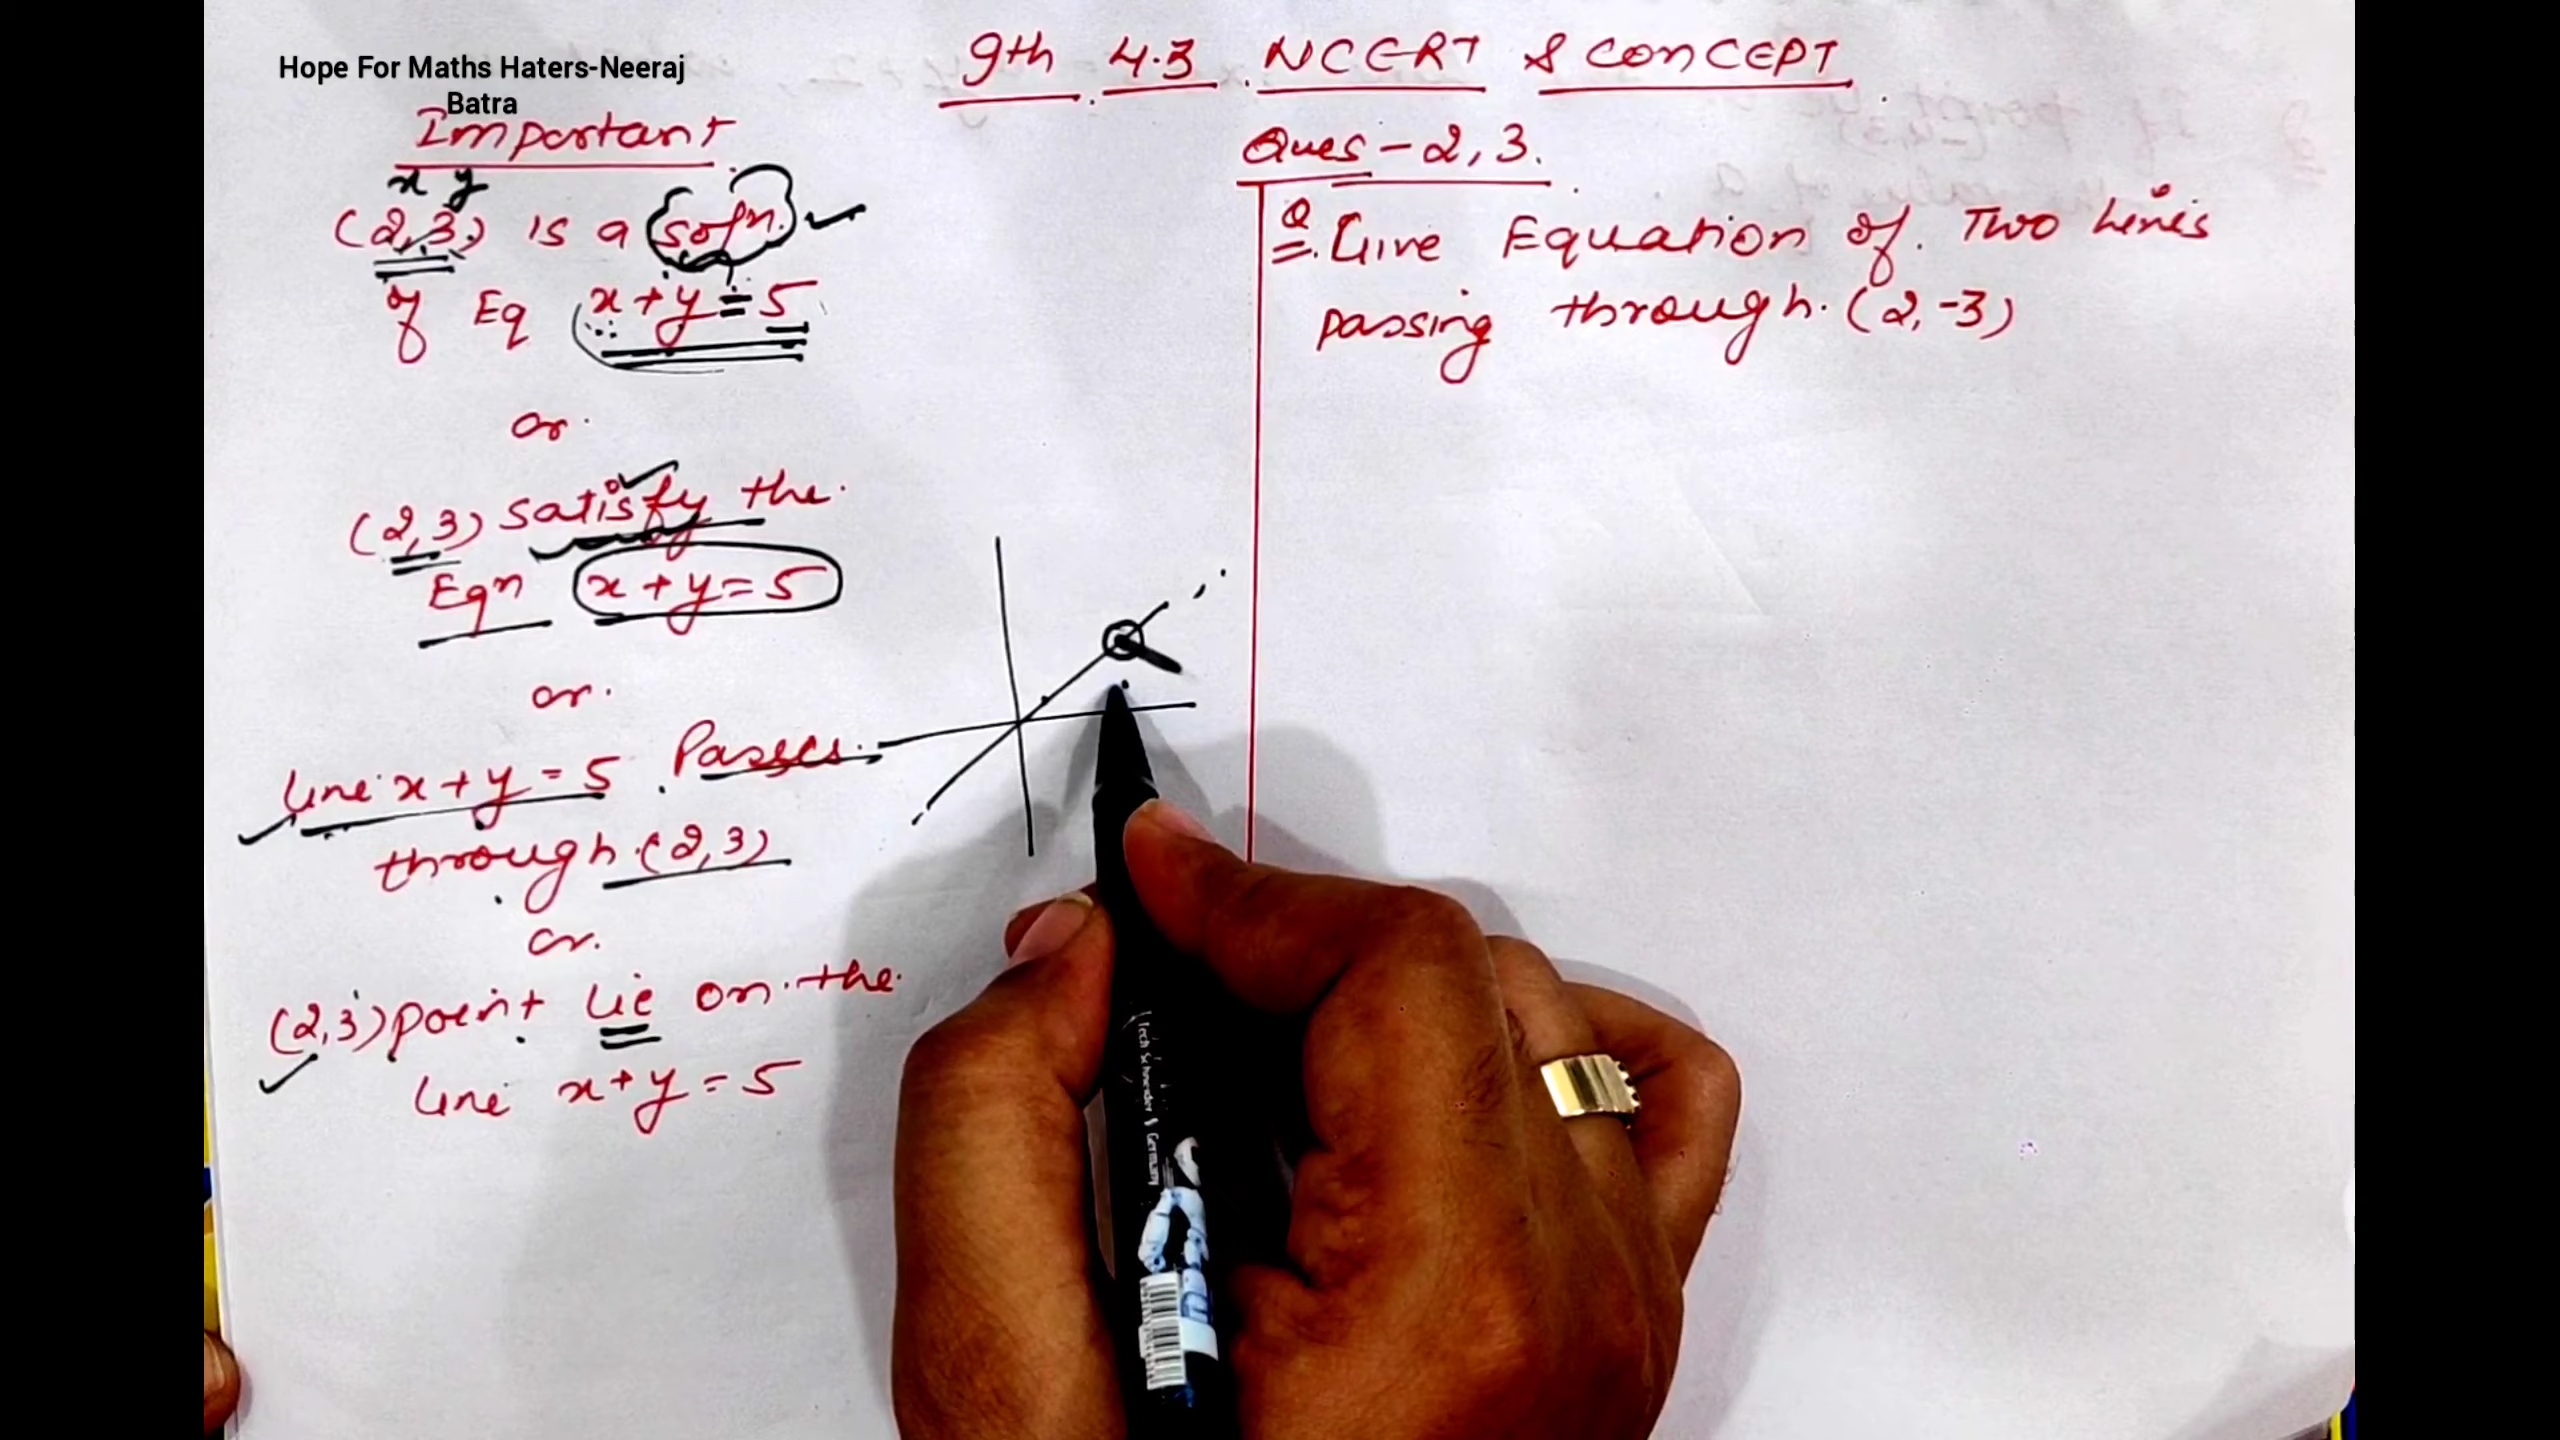 Hope For Maths Haters-Neeraj
Batra
9th 4.3 NCERT & CONCEPT
Important
x y
(2,3) is a soln.
of Eq x+y=5
or
(2,3) satisfy the
Eqn x+y=5
or
line x+y=5 Passes
through (2,3)
or
(2,3) point lie on the
line x+y=5
Ques-2,3.
Q. Give Equation of Two lines
passing through (2,-3)
Germany